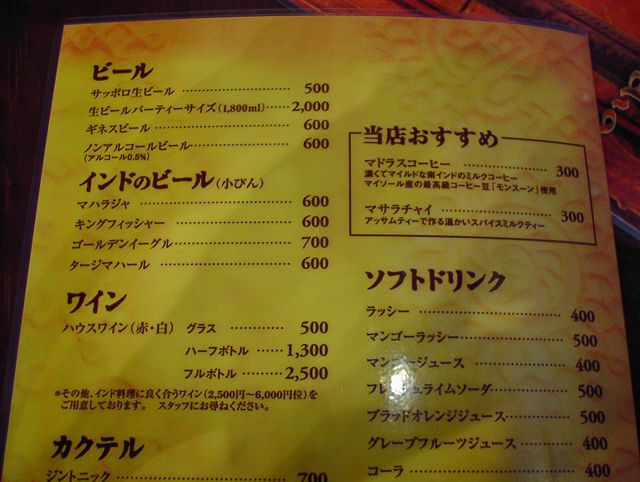 ビール
サッポロ生ビール 500
生ビールパーティーサイズ(1,800ml) 2,000
ギネスビール 600
ノンアルコールビール 600
(アルコール0.5%)
インドのビール(小びん)
マハラジャ 600
キングフィッシャー 600
ゴールデンイーグル 700
タージマハール 600
ワイン
ハウスワイン(赤・白) グラス 500
ハーフボトル 1,300
フルボトル 2,500
*その他、インド料理に良く合うワイン(2,500円〜6,000円位)を
ご用意しております。 スタッフにお尋ねください。
カクテル
ジントニック 700
当店おすすめ
マドラスコーヒー 300
濃くてマイルドな南インドのミルクコーヒー
マイソール産の最高級コーヒー豆「モンスーン」使用
マサラチャイ 300
アッサムティーで作る温かいスパイスミルクティー
ソフトドリンク
ラッシー 400
マンゴーラッシー 500
マンゴージュース 400
フレッシュライムソーダ 500
ブラッドオレンジジュース 500
グレープフルーツジュース 400
コーラ 400